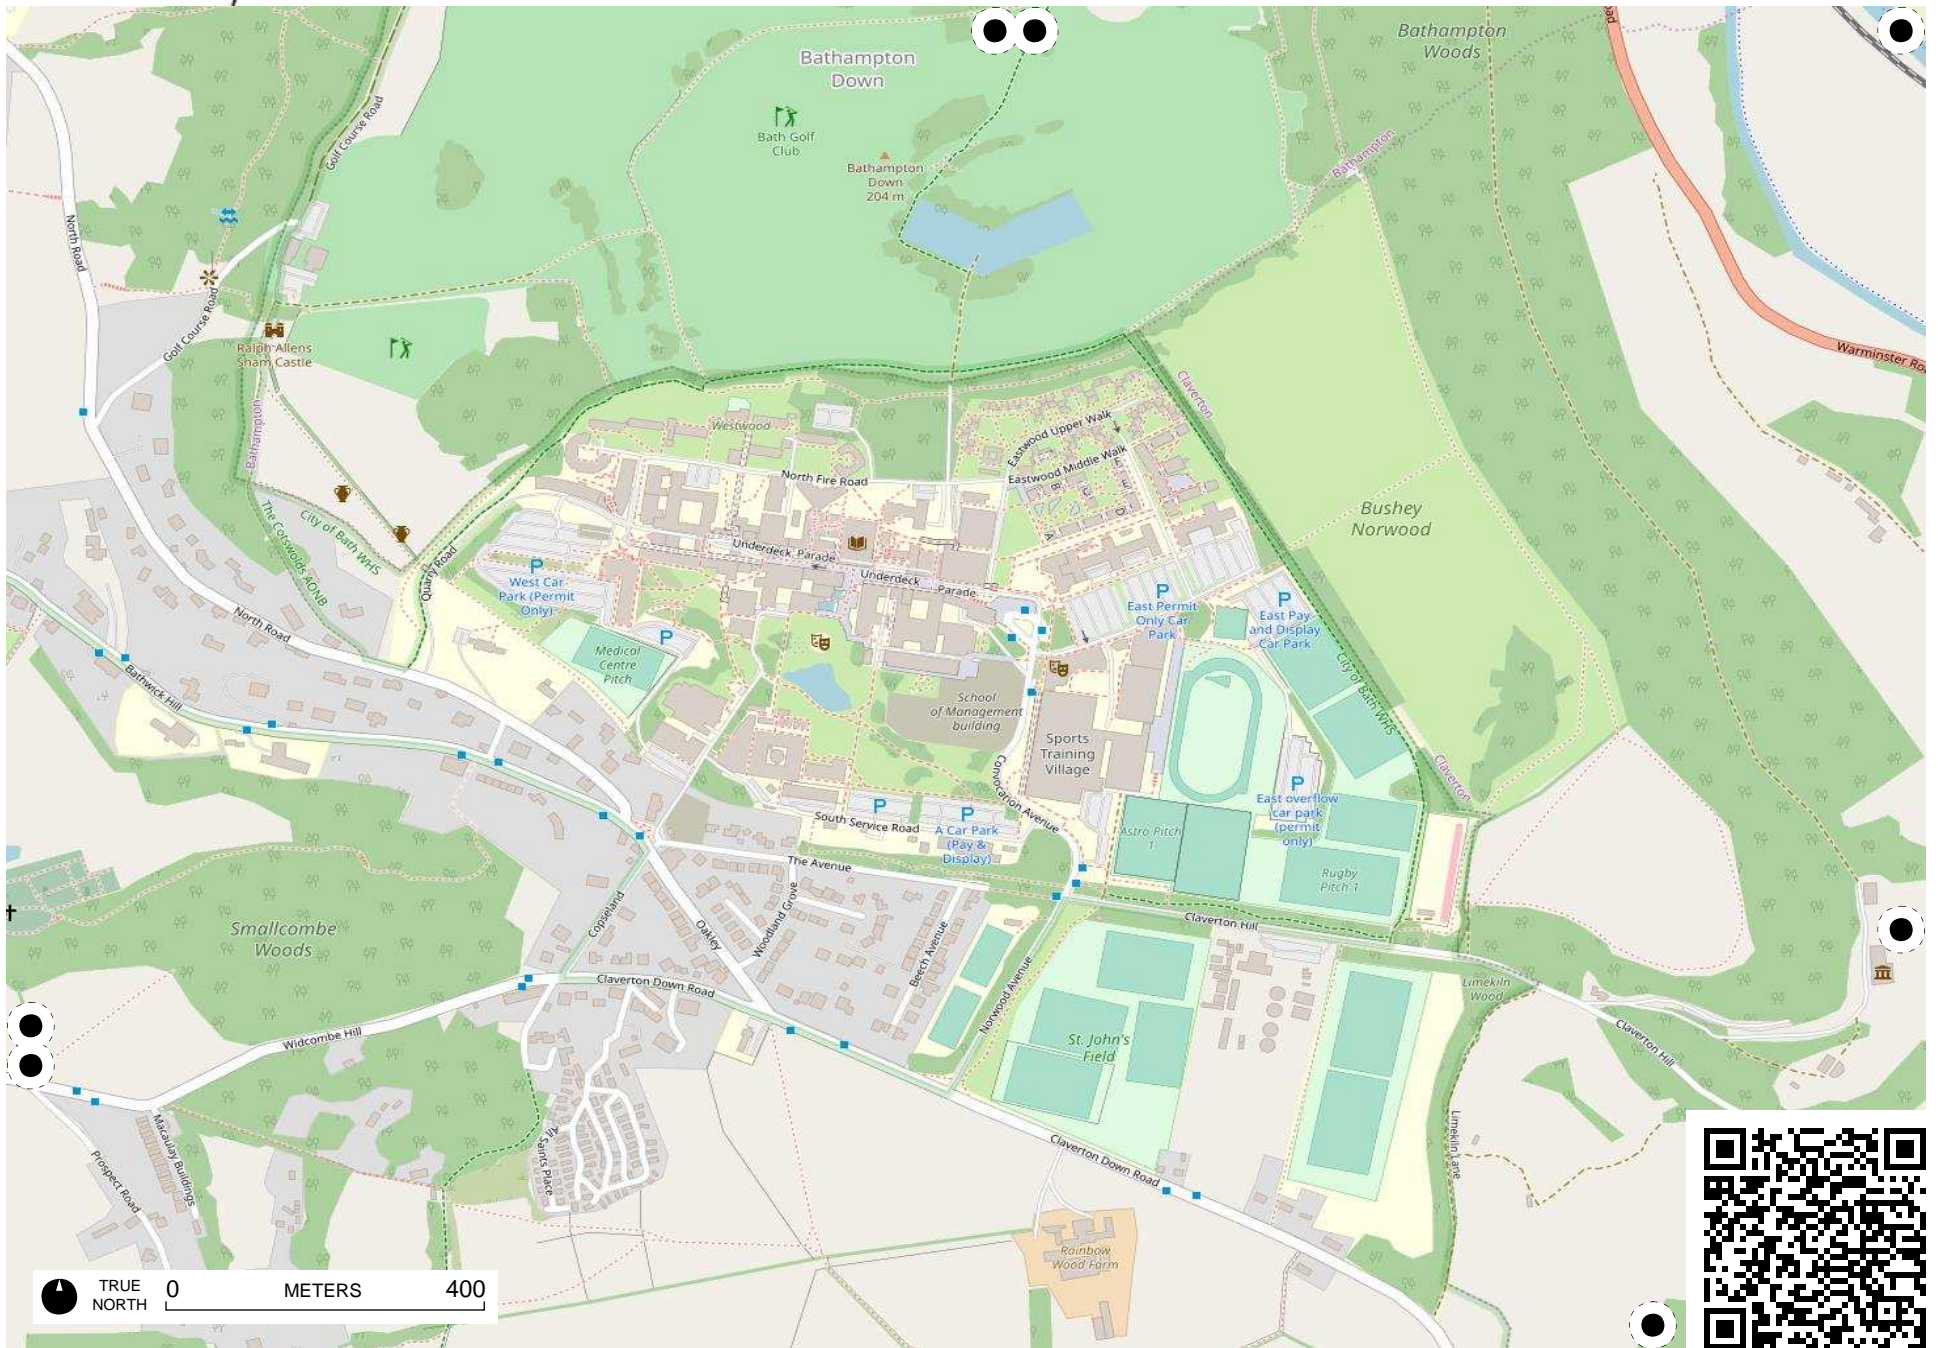 Bathampton
Woods
Bathampton
Down
Bath Golf
Club
Bathampton
Down
204 m
Golf Course Road
Bathampton
North Road
Golf Course Road
Ralph Allens
Sham Castle
Warminster
Claverton
Bathampton
Westwood
Eastwood Upper Walk
Eastwood Middle Walk
North Fire Road
A
B
C
D
E
F
The Cotswolds AONB
City of Bath WHS
Quarry Road
Bushey
Norwood
Underdeck Parade
Underdeck
Parade
P
West Car
Park (Permit
Only)
P
East Permit
Only Car
Park
P
East Pay
and Display
Car Park
North Road
P
Medical
Centre
Pitch
City of Bath WHS
Bathwick Hill
School
of Management
building
Sports
Training
Village
Claverton
Convocation Avenue
P
East overflow
car park
(permit
only)
P
South Service Road
P
A Car Park
(Pay &
Display)
Astro Pitch
1
Rugby
Pitch 1
The Avenue
Smallcombe
Woods
Copseland
Oakley
Woodland Grove
Beech Avenue
Norwood Avenue
Claverton Hill
Claverton Down Road
Limekiln
Wood
Widcombe Hill
St. John's
Field
Claverton Hill
Macaulay Buildings
Prospect Road
All Saints Place
Claverton Down Road
Limekiln Lane
Rainbow
Wood Farm
TRUE
NORTH
0 METERS 400